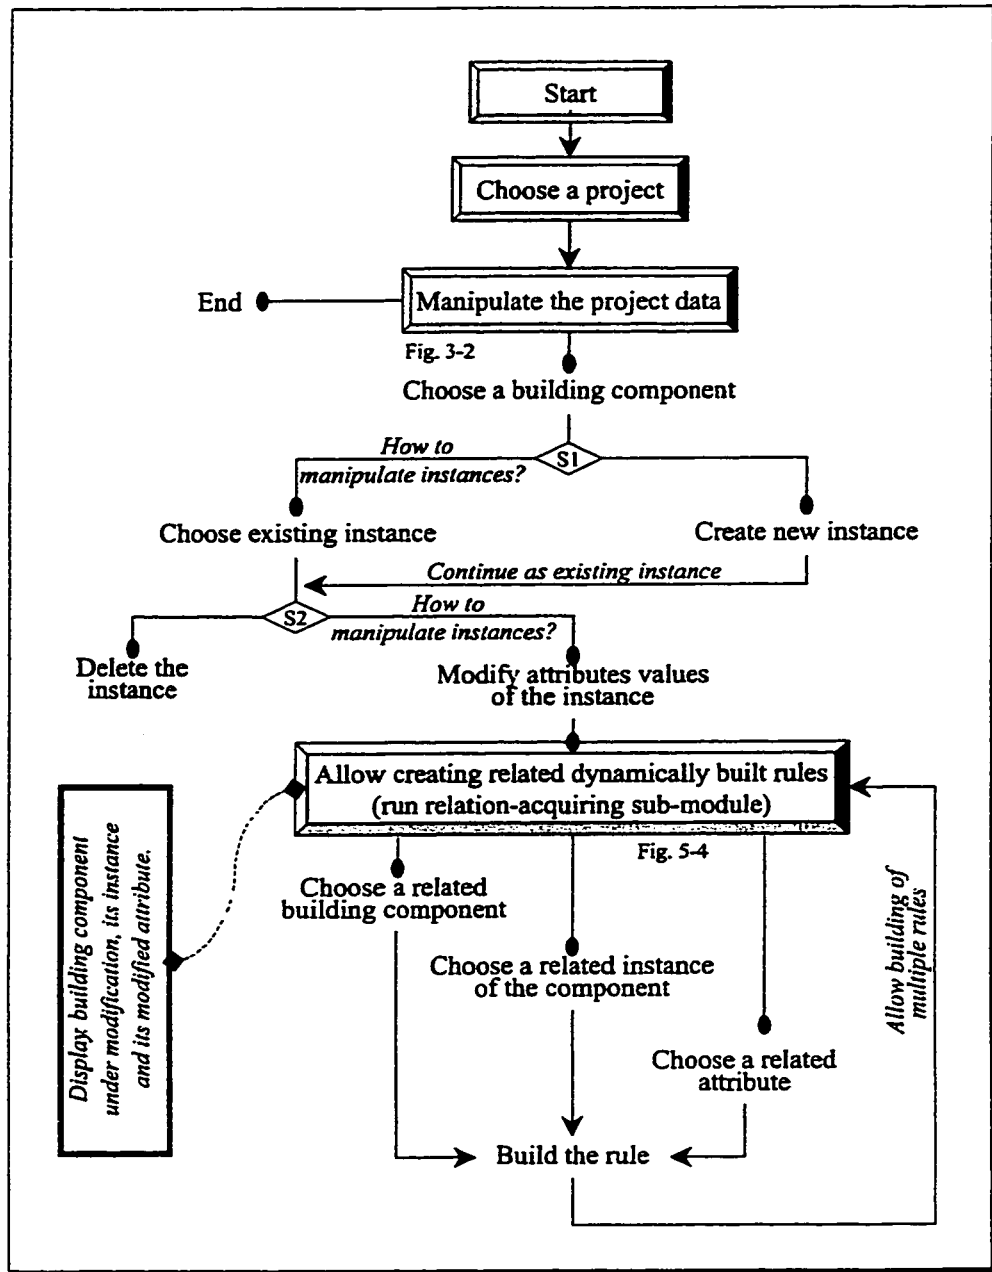 Start
Choose a project
Manipulate the project data
End
Fig. 3-2
Choose a building component
How to
manipulate instances?
S1
Choose existing instance
Create new instance
Continue as existing instance
S2
How to
manipulate instances?
Delete the
instance
Modify attributes values
of the instance
Allow creating related dynamically built rules
(run relation-acquiring sub-module)
Fig. 5-4
Display building component
under modification, its instance
and its modified attribute.
Choose a related
building component
Choose a related instance
of the component
Choose a related
attribute
Allow building of
multiple rules
Build the rule